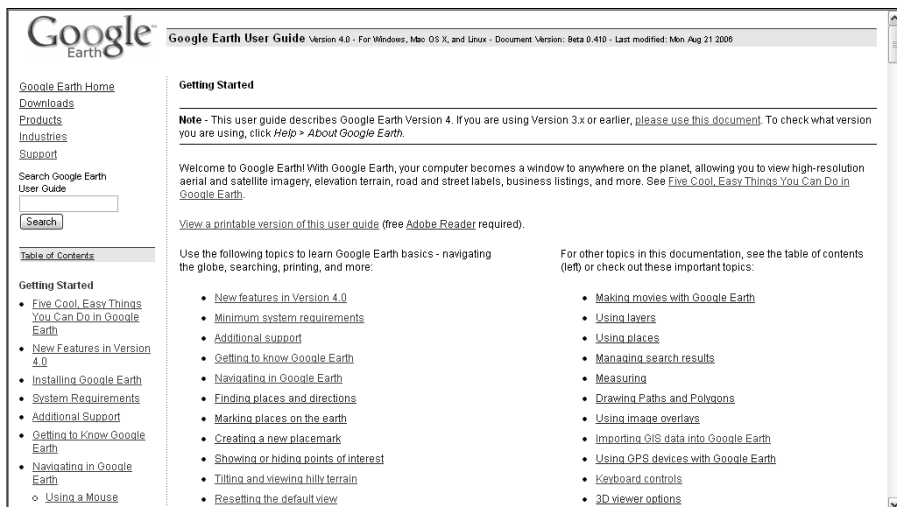 Google
Earth
Google Earth User Guide Version 4.0 - For Windows, Mac OS X, and Linux - Document Version: Beta 0.410 - Last modified: Mon Aug 21 2006
Google Earth Home
Downloads
Products
Industries
Support
Search Google Earth
User Guide
Search
Table of Contents
Getting Started
• Five Cool, Easy Things
You Can Do in Google
Earth
• New Features in Version
4.0
• Installing Google Earth
• System Requirements
• Additional Support
• Getting to Know Google
Earth
• Navigating in Google
Earth
o Using a Mouse
Getting Started
Note - This user guide describes Google Earth Version 4. If you are using Version 3.x or earlier, please use this document. To check what version
you are using, click Help > About Google Earth.
Welcome to Google Earth! With Google Earth, your computer becomes a window to anywhere on the planet, allowing you to view high-resolution
aerial and satellite imagery, elevation terrain, road and street labels, business listings, and more. See Five Cool, Easy Things You Can Do in
Google Earth.
View a printable version of this user guide (free Adobe Reader required).
Use the following topics to learn Google Earth basics - navigating
the globe, searching, printing, and more:
• New features in Version 4.0
• Minimum system requirements
• Additional support
• Getting to know Google Earth
• Navigating in Google Earth
• Finding places and directions
• Marking places on the earth
• Creating a new placemark
• Showing or hiding points of interest
• Tilting and viewing hilly terrain
• Resetting the default view
For other topics in this documentation, see the table of contents
(left) or check out these important topics:
• Making movies with Google Earth
• Using layers
• Using places
• Managing search results
• Measuring
• Drawing Paths and Polygons
• Using image overlays
• Importing GIS data into Google Earth
• Using GPS devices with Google Earth
• Keyboard controls
• 3D viewer options